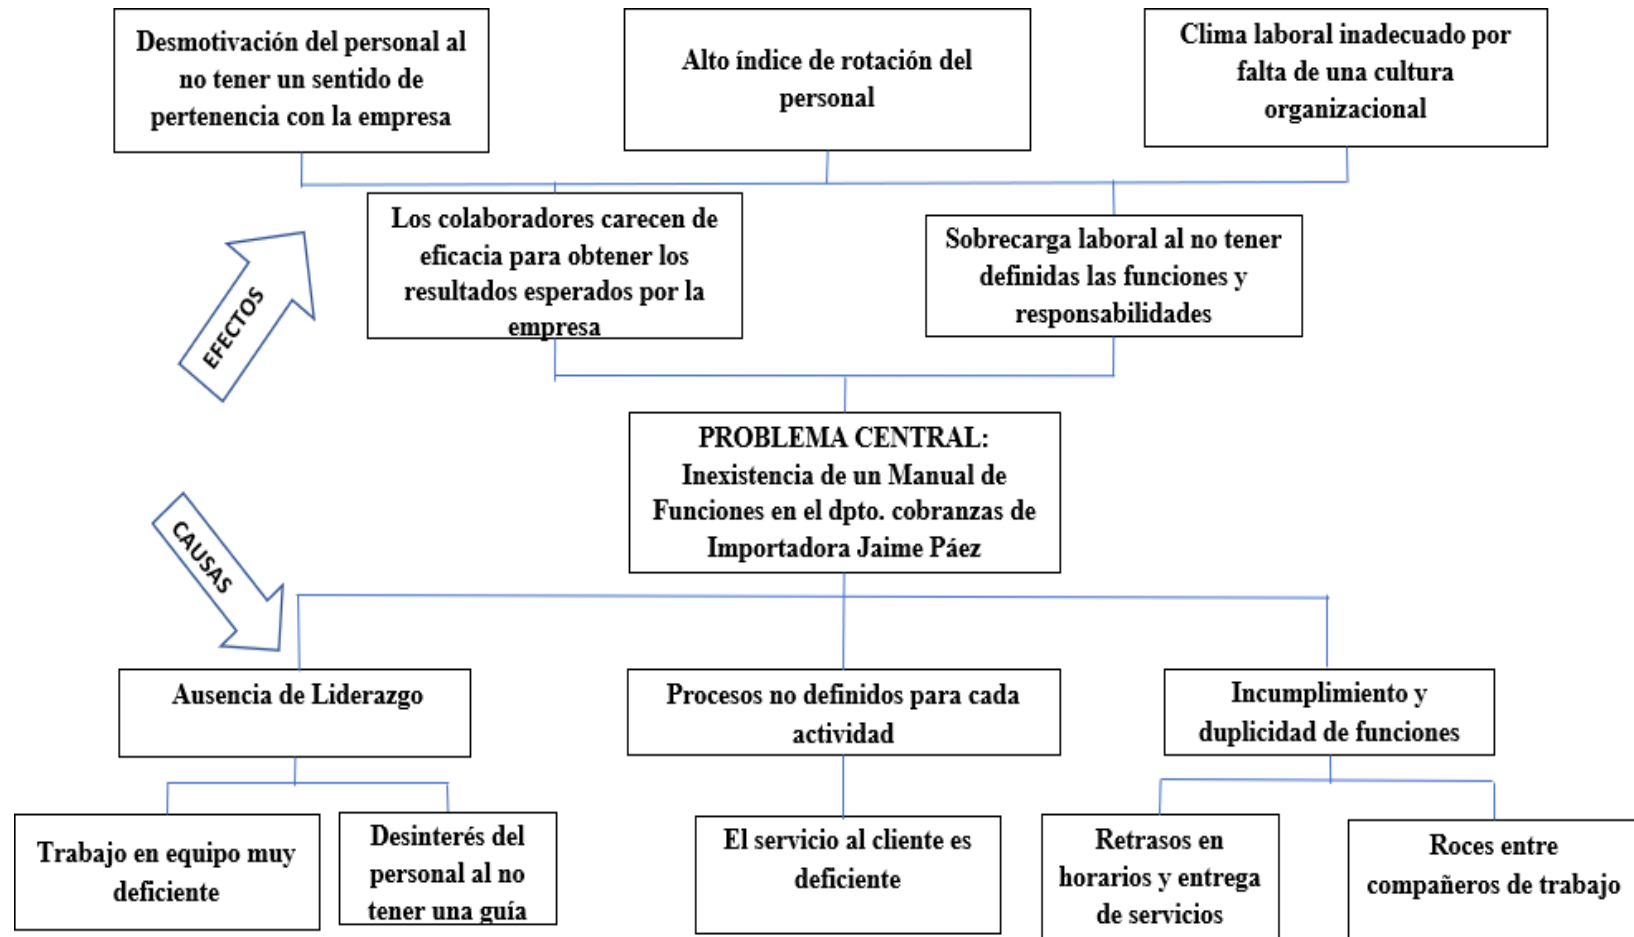 Desmotivación del personal al
no tener un sentido de
pertenencia con la empresa
Alto índice de rotación del
personal
Clima laboral inadecuado por
falta de una cultura
organizacional
Los colaboradores carecen de
eficacia para obtener los
resultados esperados por la
empresa
Sobrecarga laboral al no tener
definidas las funciones y
responsabilidades
EFECTOS
PROBLEMA CENTRAL:
Inexistencia de un Manual de
Funciones en el dpto. cobranzas de
Importadora Jaime Páez
CAUSAS
Ausencia de Liderazgo
Procesos no definidos para cada
actividad
Incumplimiento y
duplicidad de funciones
Trabajo en equipo muy
deficiente
Desinterés del
personal al no
tener una guía
El servicio al cliente es
deficiente
Retrasos en
horarios y entrega
de servicios
Roces entre
compañeros de trabajo